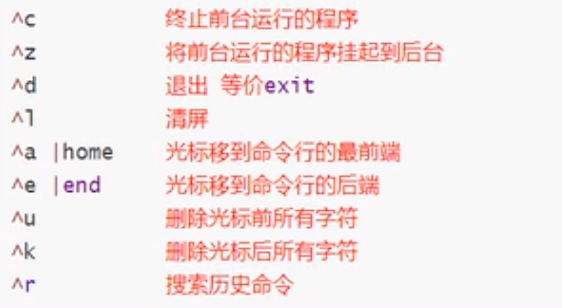 ^c 终止前台运行的程序
^z 将前台运行的程序挂起到后台
^d 退出 等价exit
^l 清屏
^a |home 光标移到命令行的最前端
^e |end 光标移到命令行的后端
^u 删除光标前所有字符
^k 删除光标后所有字符
^r 搜索历史命令